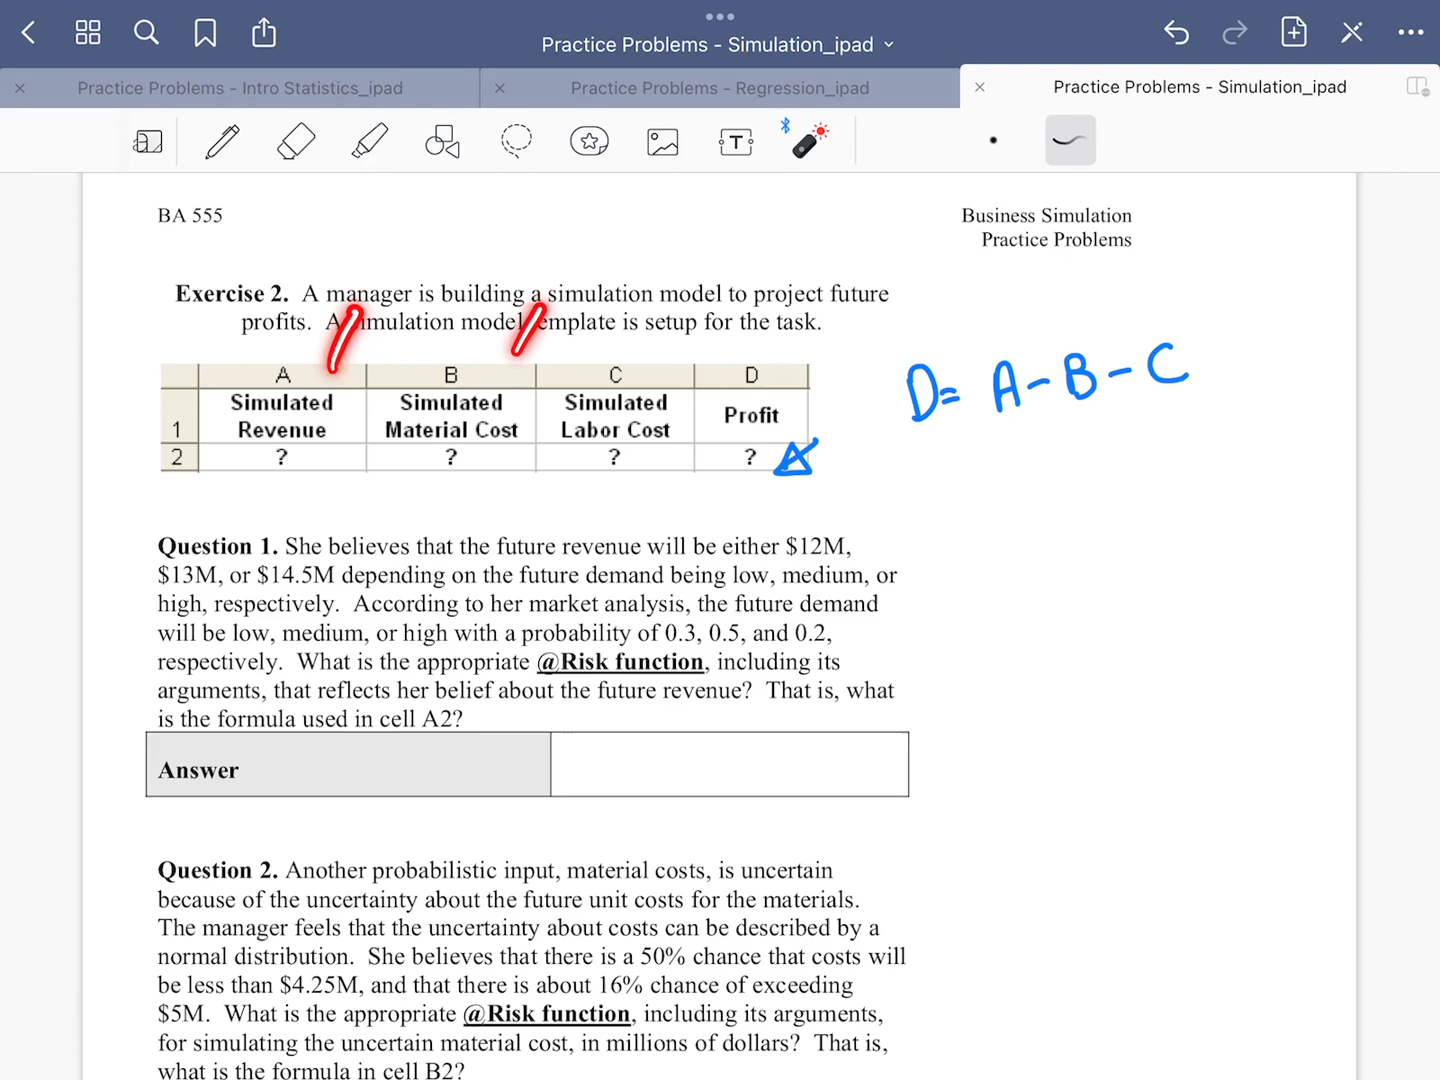 Practice Problems - Simulation_ipad
Practice Problems - Intro Statistics_ipad
Practice Problems - Regression_ipad
Practice Problems - Simulation_ipad
BA 555
Business Simulation
Practice Problems
Exercise 2. A manager is building a simulation model to project future
profits. A simulation model template is setup for the task.
A B C D
1 Simulated Revenue Simulated Material Cost Simulated Labor Cost Profit
2 ? ? ? ?
D= A-B-C
Question 1. She believes that the future revenue will be either $12M,
$13M, or $14.5M depending on the future demand being low, medium, or
high, respectively. According to her market analysis, the future demand
will be low, medium, or high with a probability of 0.3, 0.5, and 0.2,
respectively. What is the appropriate @Risk function, including its
arguments, that reflects her belief about the future revenue? That is, what
is the formula used in cell A2?
Answer
Question 2. Another probabilistic input, material costs, is uncertain
because of the uncertainty about the future unit costs for the materials.
The manager feels that the uncertainty about costs can be described by a
normal distribution. She believes that there is a 50% chance that costs will
be less than $4.25M, and that there is about 16% chance of exceeding
$5M. What is the appropriate @Risk function, including its arguments,
for simulating the uncertain material cost, in millions of dollars? That is,
what is the formula in cell B2?